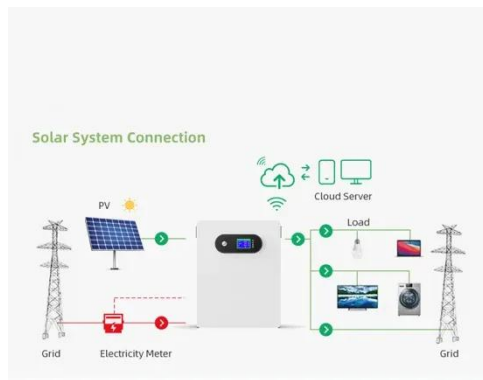 Solar System Connection
Cloud Server
PV
Load
Grid
Electricity Meter
Grid